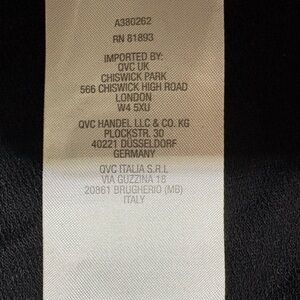 A380262
RN 81893
IMPORTED BY:
QVC UK
CHISWICK PARK
566 CHISWICK HIGH ROAD
LONDON
W4 5XU
QVC HANDEL LLC & CO. KG
PLOCKSTR. 30
40221 DÜSSELDORF
GERMANY
QVC ITALIA S.R.L
VIA GUZZINA 18
20861 BRUGHERIO (MB)
ITALY